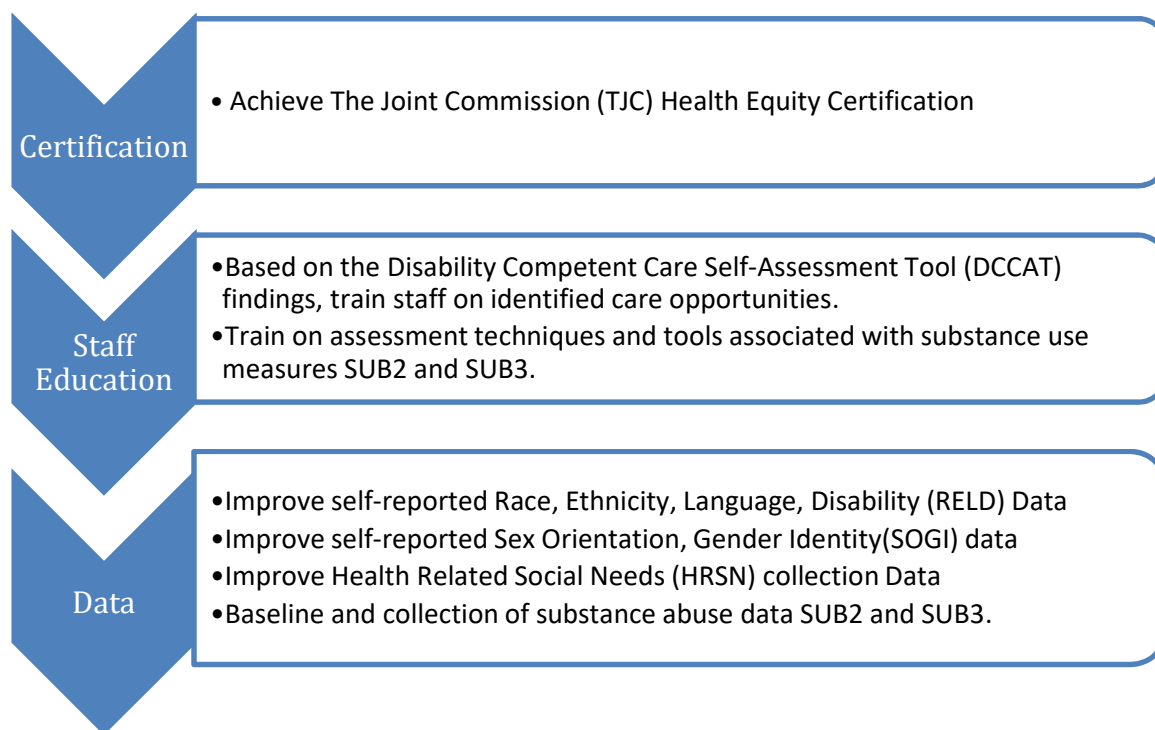 Certification
• Achieve The Joint Commission (TJC) Health Equity Certification
Staff
Education
•Based on the Disability Competent Care Self-Assessment Tool (DCCAT)
findings, train staff on identified care opportunities.
•Train on assessment techniques and tools associated with substance use
measures SUB2 and SUB3.
Data
•Improve self-reported Race, Ethnicity, Language, Disability (RELD) Data
•Improve self-reported Sex Orientation, Gender Identity(SOGI) data
•Improve Health Related Social Needs (HRSN) collection Data
•Baseline and collection of substance abuse data SUB2 and SUB3.